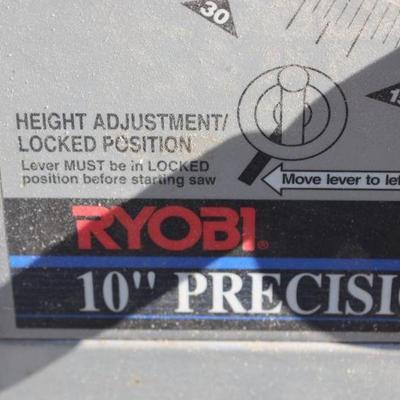 30
HEIGHT ADJUSTMENT/
LOCKED POSITION
Lever MUST be in LOCKED
position before starting saw
Move lever to lef
RYOBI®
10" PRECISI